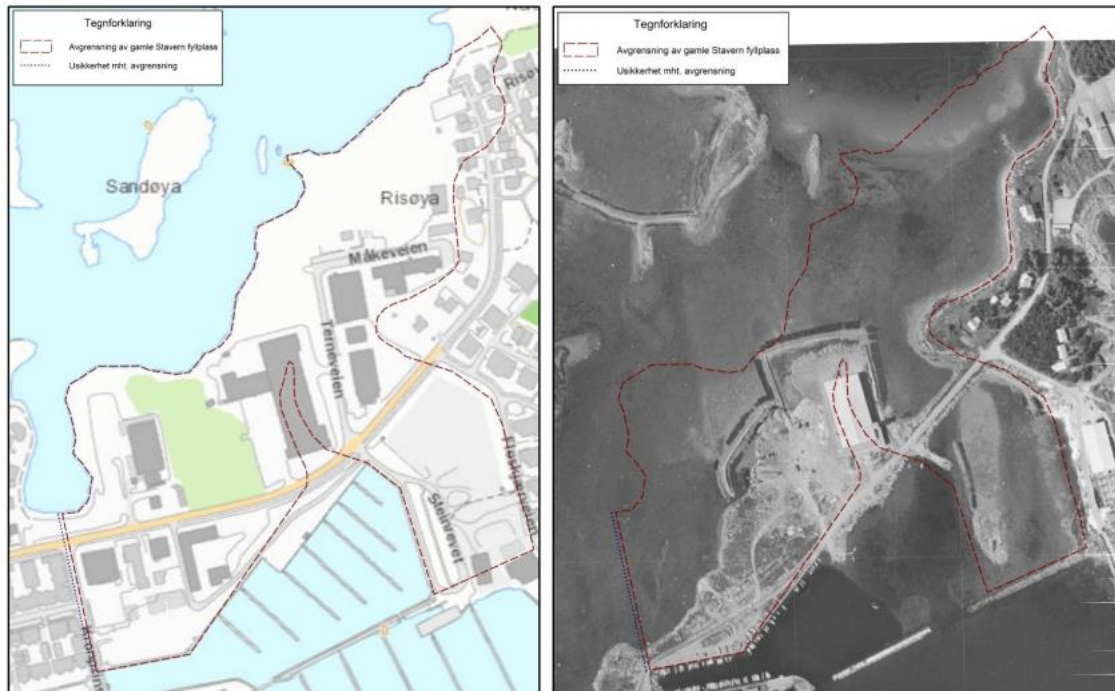 Tegnforklaring
Avgrensning av gamle Stavern fyllplass
Usikkerhet mht. avgrensning
Sandøya
Risøya
Måkeveien
Terneveien
Steinvevet
Tegnforklaring
Avgrensning av gamle Stavern fyllplass
Usikkerhet mht. avgrensning